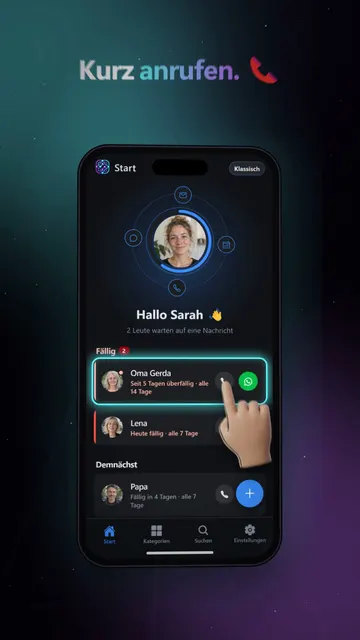 Kurz anrufen. 📞
Start
Klassisch
Hallo Sarah 👋
2 Leute warten auf eine Nachricht
Fällig 2
Oma Gerda
Seit 5 Tagen überfällig · alle
14 Tage
Lena
Heute fällig · alle 7 Tage
Demnächst
Papa
Fällig in 4 Tagen · alle 7
Tage
Start
Kategorien
Suchen
Einstellungen